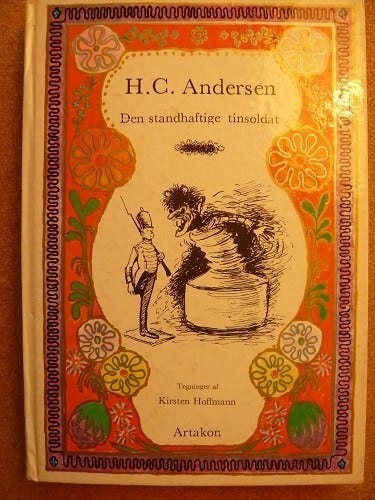 H.C. Andersen
Den standhaftige tinsoldat
Tegninger af
Kirsten Hoffmann
Artakon